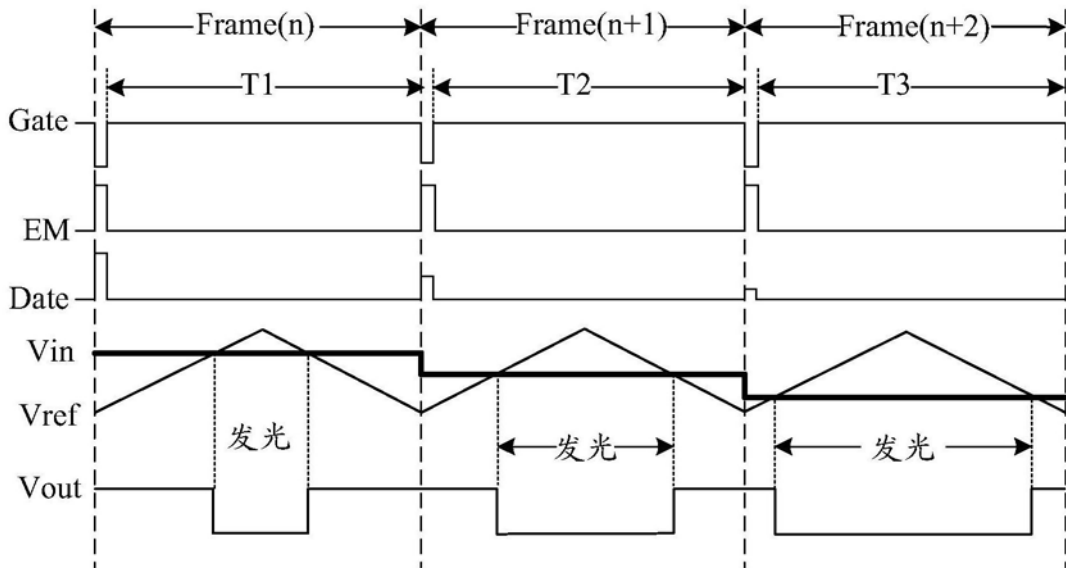 Frame(n) Frame(n+1) Frame(n+2)
T1 T2 T3
Gate
EM
Date
Vin
Vref
发光 发光 发光
Vout